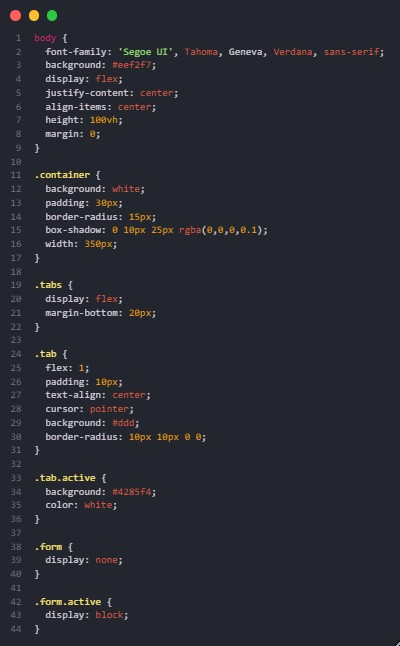 1 body {
2   font-family: 'Segoe UI', Tahoma, Geneva, Verdana, sans-serif;
3   background: #eef2f7;
4   display: flex;
5   justify-content: center;
6   align-items: center;
7   height: 100vh;
8   margin: 0;
9 }
10
11 .container {
12   background: white;
13   padding: 30px;
14   border-radius: 15px;
15   box-shadow: 0 10px 25px rgba(0,0,0,0.1);
16   width: 350px;
17 }
18
19 .tabs {
20   display: flex;
21   margin-bottom: 20px;
22 }
23
24 .tab {
25   flex: 1;
26   padding: 10px;
27   text-align: center;
28   cursor: pointer;
29   background: #ddd;
30   border-radius: 10px 10px 0 0;
31 }
32
33 .tab.active {
34   background: #4285f4;
35   color: white;
36 }
37
38 .form {
39   display: none;
40 }
41
42 .form.active {
43   display: block;
44 }